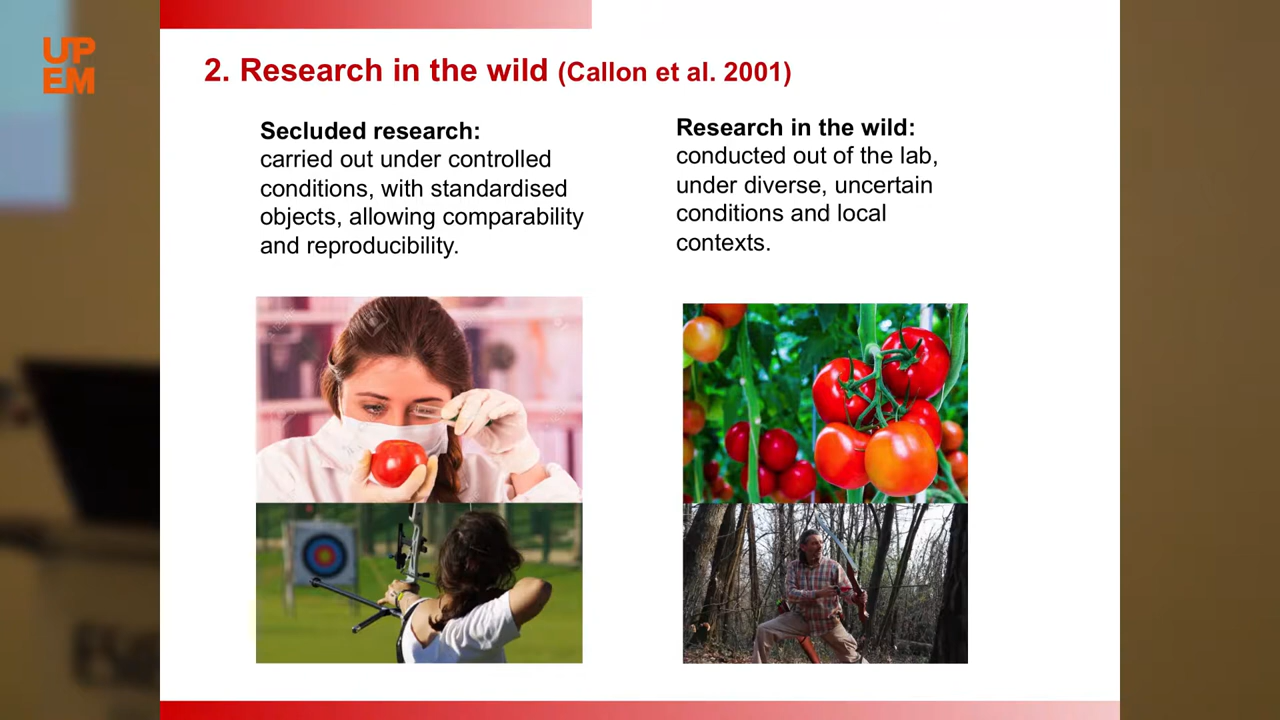 UP
EM
2. Research in the wild (Callon et al. 2001)
Secluded research:
carried out under controlled
conditions, with standardised
objects, allowing comparability
and reproducibility.
Research in the wild:
conducted out of the lab,
under diverse, uncertain
conditions and local
contexts.